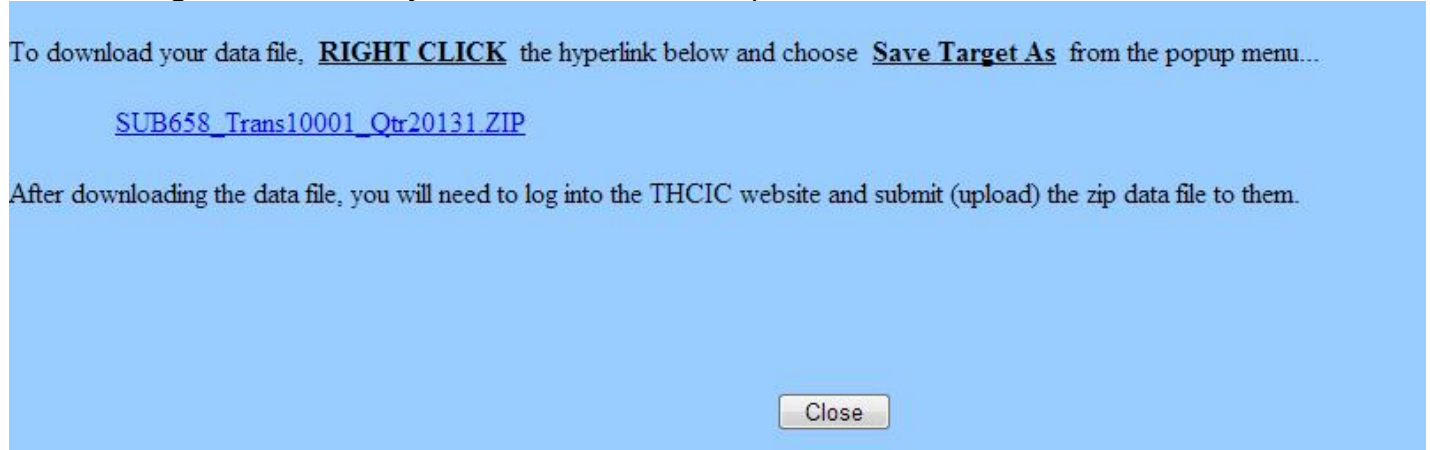 To download your data file, RIGHT CLICK the hyperlink below and choose Save Target As from the popup menu...
SUB658_Trans10001_Qtr20131.ZIP
After downloading the data file, you will need to log into the THCIC website and submit (upload) the zip data file to them.
Close